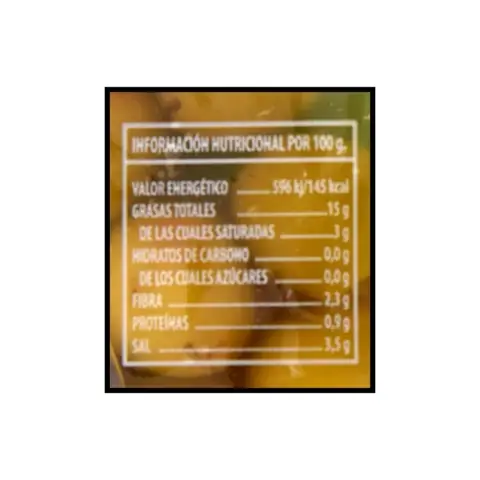 INFORMACIÓN NUTRICIONAL POR 100 g.
VALOR ENERGÉTICO 596 kj/145 kcal
GRASAS TOTALES 15 g
DE LAS CUALES SATURADAS 3 g
HIDRATOS DE CARBONO 0,0 g
DE LOS CUALES AZÚCARES 0,0 g
FIBRA 2,3 g
PROTEÍNAS 0,9 g
SAL 3,5 g